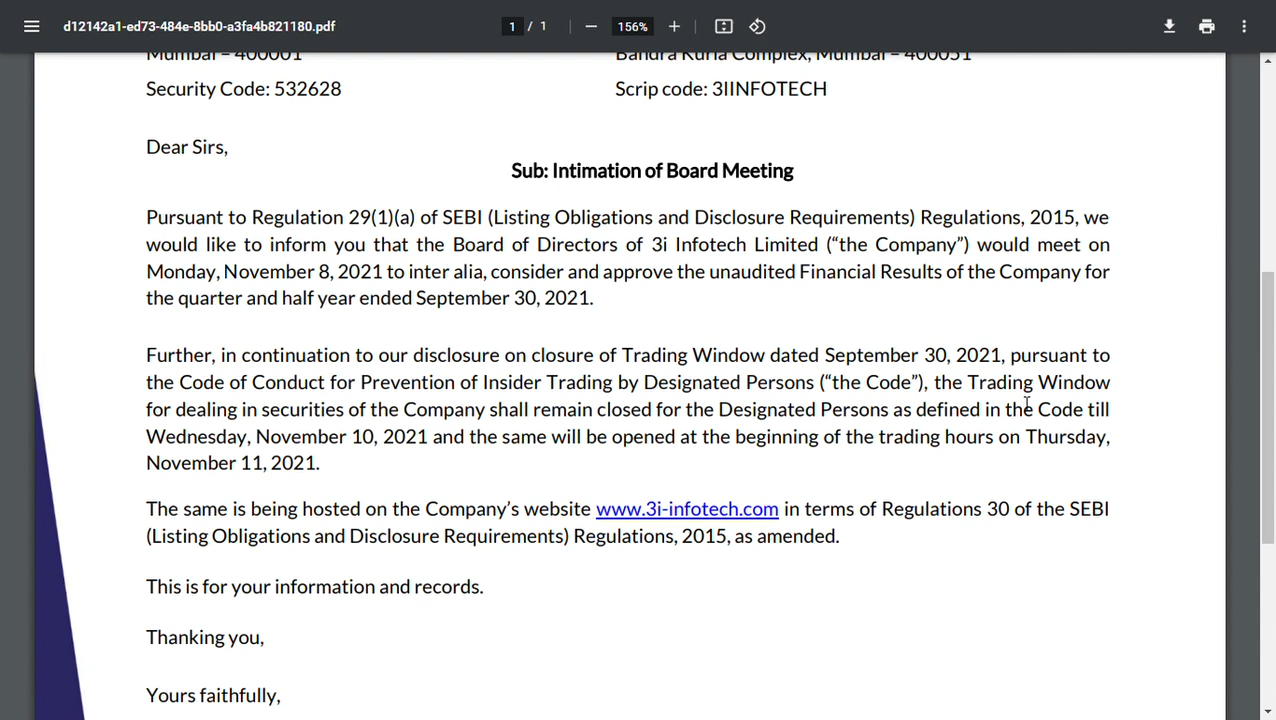 d12142a1-ed73-484e-8bb0-a3fa4b821180.pdf
1 / 1
156%
Mumbai – 400001
Bandra Kurla Complex, Mumbai – 400051
Security Code: 532628
Scrip code: 3IINFOTECH
Dear Sirs,
Sub: Intimation of Board Meeting
Pursuant to Regulation 29(1)(a) of SEBI (Listing Obligations and Disclosure Requirements) Regulations, 2015, we
would like to inform you that the Board of Directors of 3i Infotech Limited (“the Company”) would meet on
Monday, November 8, 2021 to inter alia, consider and approve the unaudited Financial Results of the Company for
the quarter and half year ended September 30, 2021.
Further, in continuation to our disclosure on closure of Trading Window dated September 30, 2021, pursuant to
the Code of Conduct for Prevention of Insider Trading by Designated Persons (“the Code”), the Trading Window
for dealing in securities of the Company shall remain closed for the Designated Persons as defined in the Code till
Wednesday, November 10, 2021 and the same will be opened at the beginning of the trading hours on Thursday,
November 11, 2021.
The same is being hosted on the Company’s website www.3i-infotech.com in terms of Regulations 30 of the SEBI
(Listing Obligations and Disclosure Requirements) Regulations, 2015, as amended.
This is for your information and records.
Thanking you,
Yours faithfully,